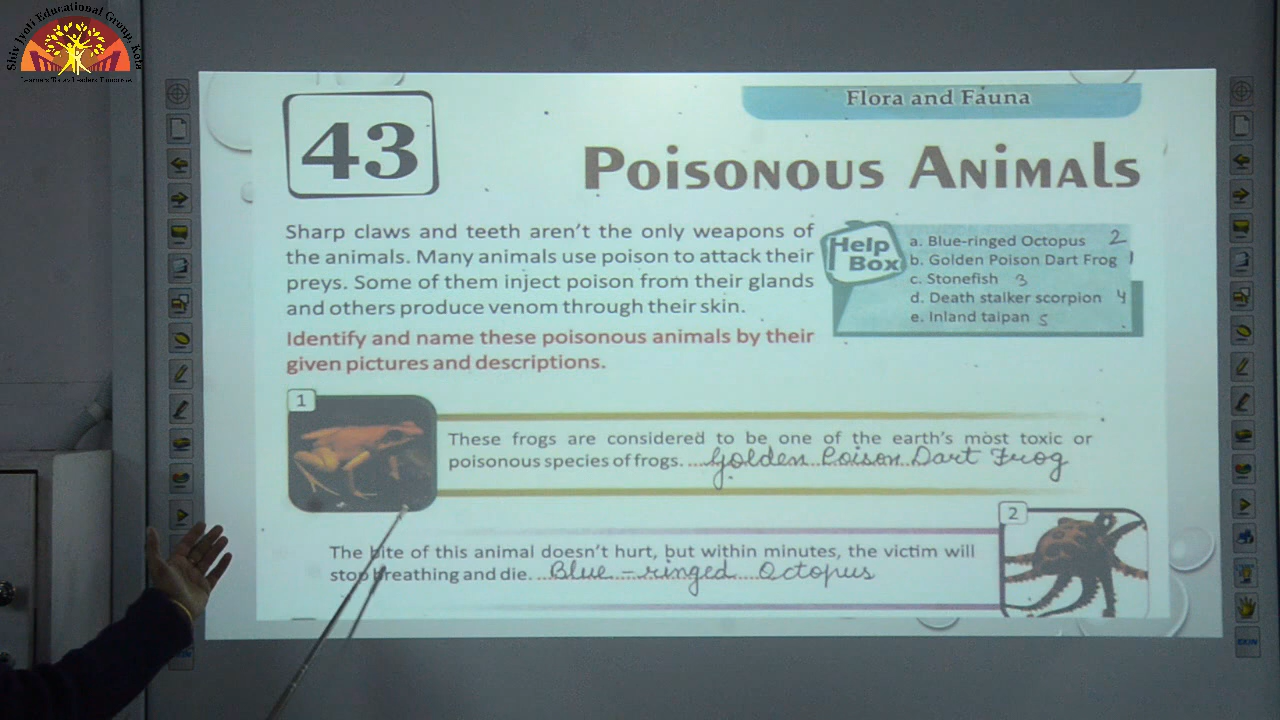 Shiv Jyoti Educational Group, Kota
Flora and Fauna
43
Poisonous Animals
Sharp claws and teeth aren't the only weapons of
the animals. Many animals use poison to attack their
preys. Some of them inject poison from their glands
and others produce venom through their skin.
Help
Box
a. Blue-ringed Octopus 2
b. Golden Poison Dart Frog 1
c. Stonefish 3
d. Death stalker scorpion 4
e. Inland taipan 5
Identify and name these poisonous animals by their
given pictures and descriptions.
1
These frogs are considered to be one of the earth's most toxic or
poisonous species of frogs. Golden Poison Dart Frog
2
The bite of this animal doesn't hurt, but within minutes, the victim will
stop breathing and die. Blue-ringed Octopus